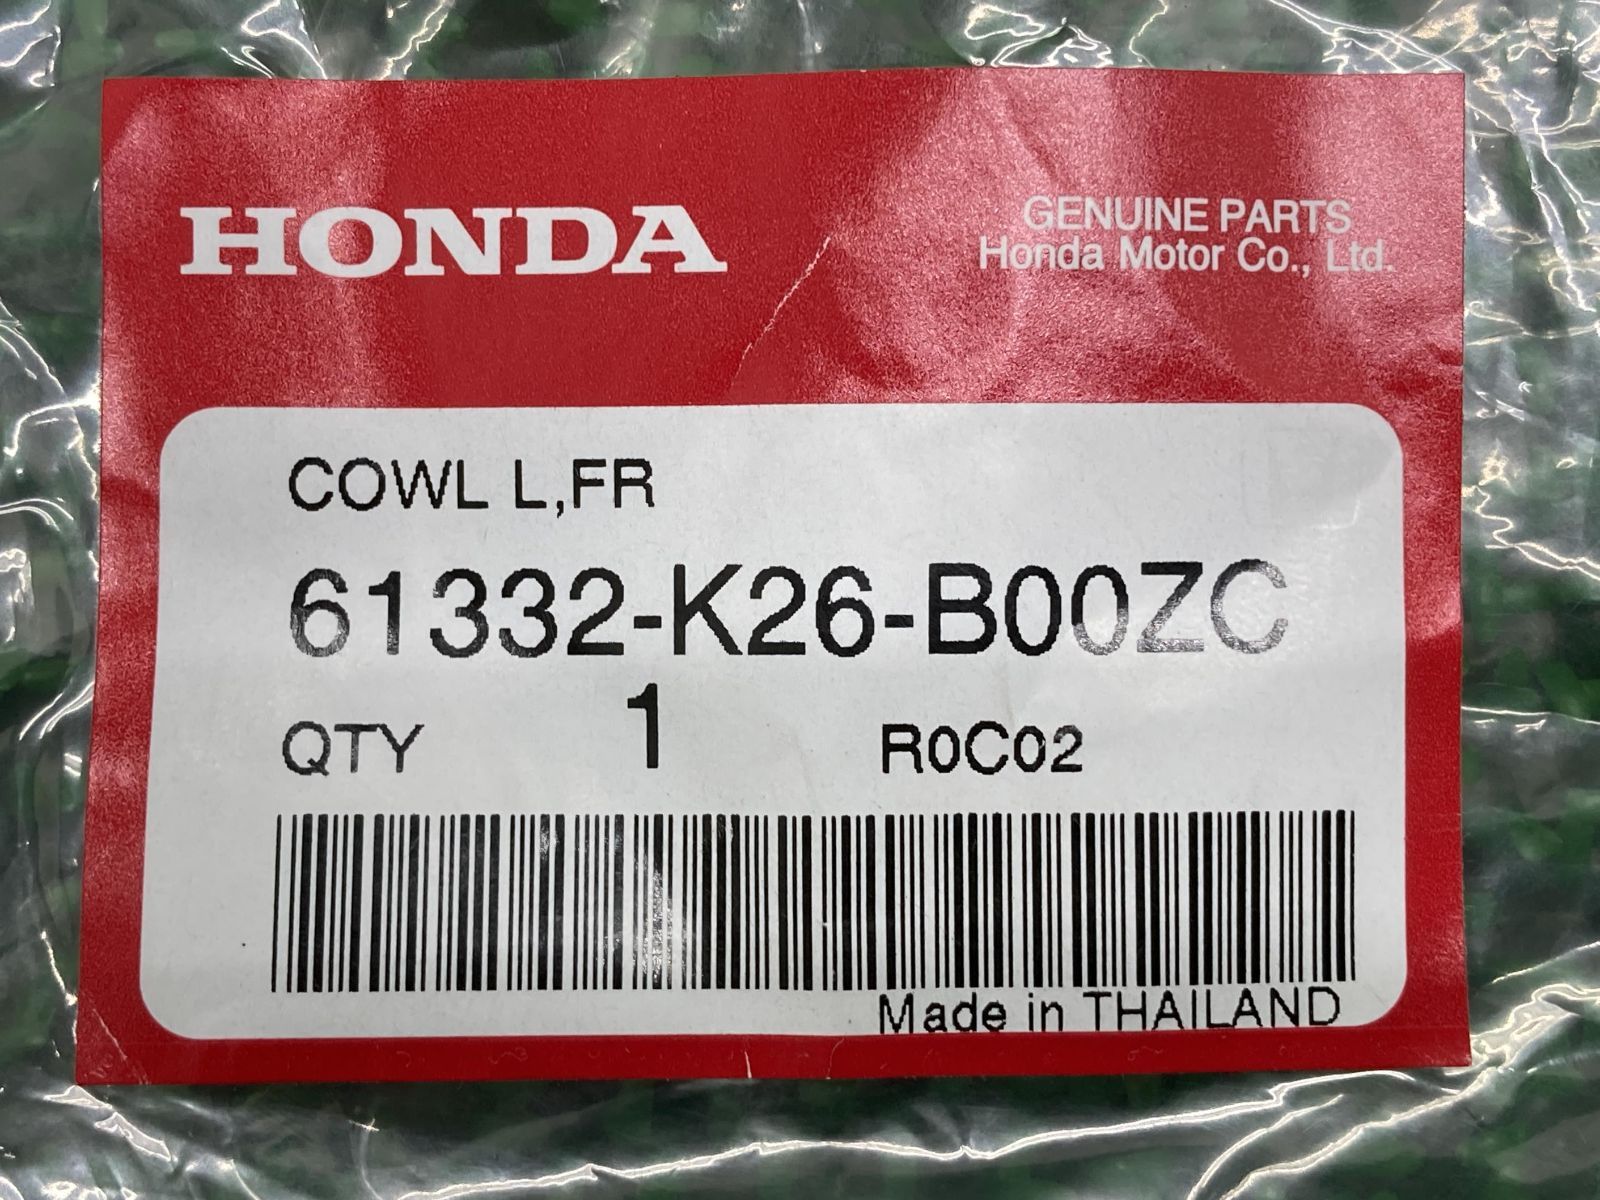 HONDA
GENUINE PARTS
Honda Motor Co., Ltd.
COWL L,FR
61332-K26-B00ZC
QTY 1 R0C02
Made in THAILAND